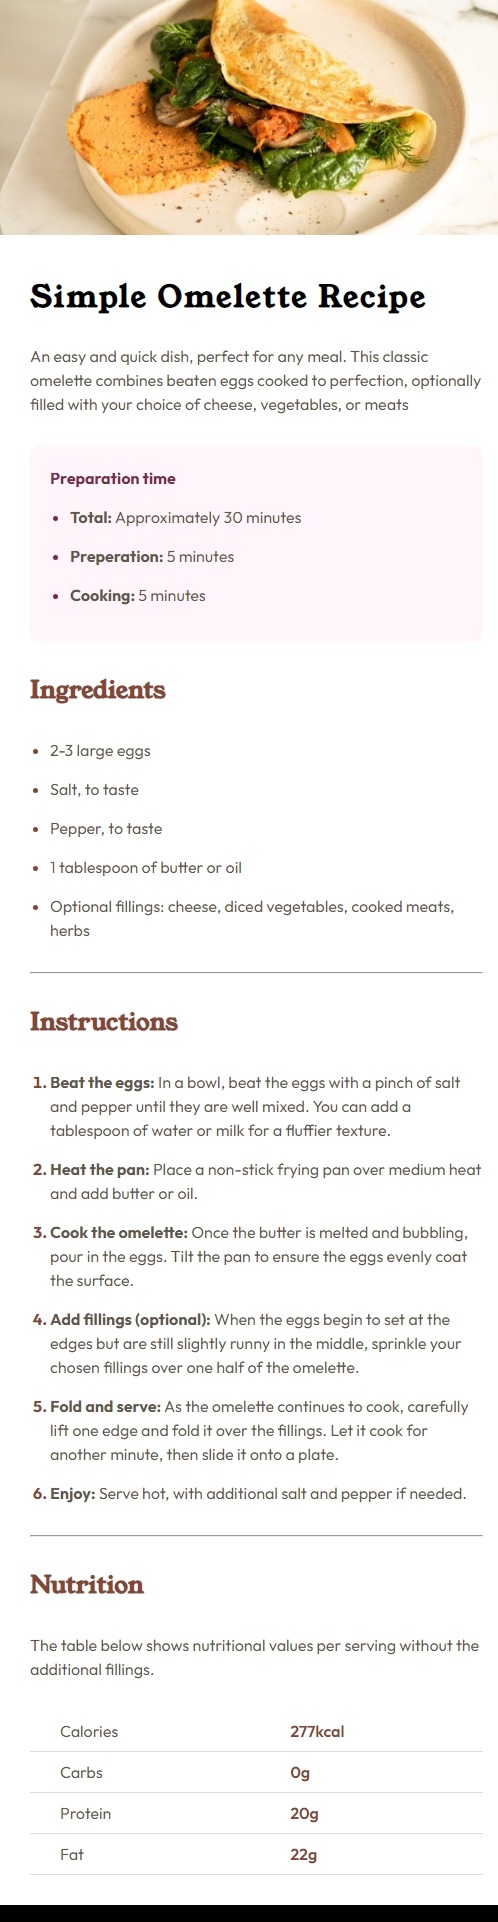 Simple Omelette Recipe
An easy and quick dish, perfect for any meal. This classic
omelette combines beaten eggs cooked to perfection, optionally
filled with your choice of cheese, vegetables, or meats
Preparation time
• Total: Approximately 30 minutes
• Preperation: 5 minutes
• Cooking: 5 minutes
Ingredients
• 2-3 large eggs
• Salt, to taste
• Pepper, to taste
• 1 tablespoon of butter or oil
• Optional fillings: cheese, diced vegetables, cooked meats,
herbs
Instructions
1. Beat the eggs: In a bowl, beat the eggs with a pinch of salt
and pepper until they are well mixed. You can add a
tablespoon of water or milk for a fluffier texture.
2. Heat the pan: Place a non-stick frying pan over medium heat
and add butter or oil.
3. Cook the omelette: Once the butter is melted and bubbling,
pour in the eggs. Tilt the pan to ensure the eggs evenly coat
the surface.
4. Add fillings (optional): When the eggs begin to set at the
edges but are still slightly runny in the middle, sprinkle your
chosen fillings over one half of the omelette.
5. Fold and serve: As the omelette continues to cook, carefully
lift one edge and fold it over the fillings. Let it cook for
another minute, then slide it onto a plate.
6. Enjoy: Serve hot, with additional salt and pepper if needed.
Nutrition
The table below shows nutritional values per serving without the
additional fillings.
Calories 277kcal
Carbs 0g
Protein 20g
Fat 22g